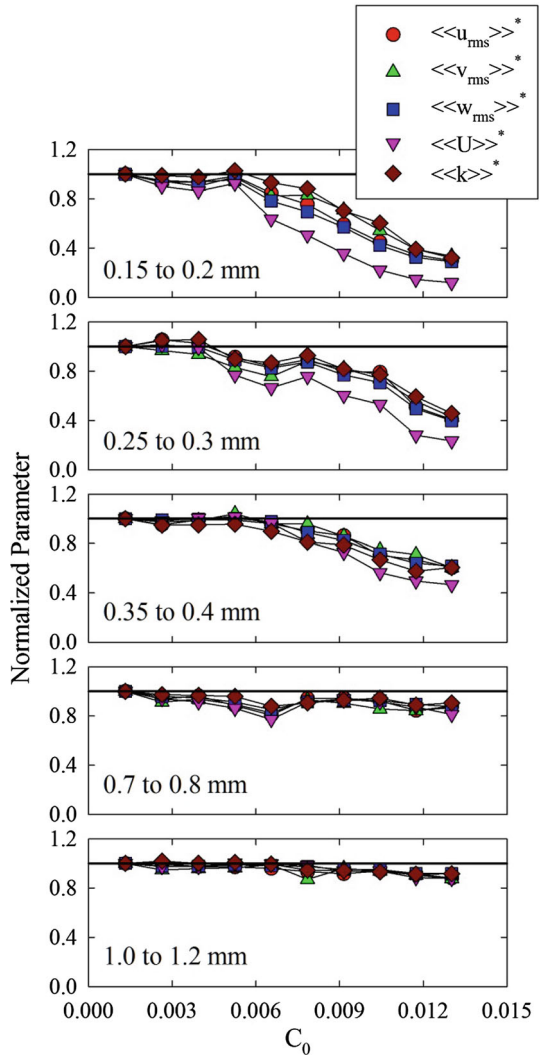 <<u_rms>>*
<<v_rms>>*
<<w_rms>>*
<<U>>*
<<k>>*
Normalized Parameter
1.2
0.8
0.4
0.0
0.15 to 0.2 mm
1.2
0.8
0.4
0.0
0.25 to 0.3 mm
1.2
0.8
0.4
0.0
0.35 to 0.4 mm
1.2
0.8
0.4
0.0
0.7 to 0.8 mm
1.2
0.8
0.4
0.0
1.0 to 1.2 mm
0.000 0.003 0.006 0.009 0.012 0.015
C_0